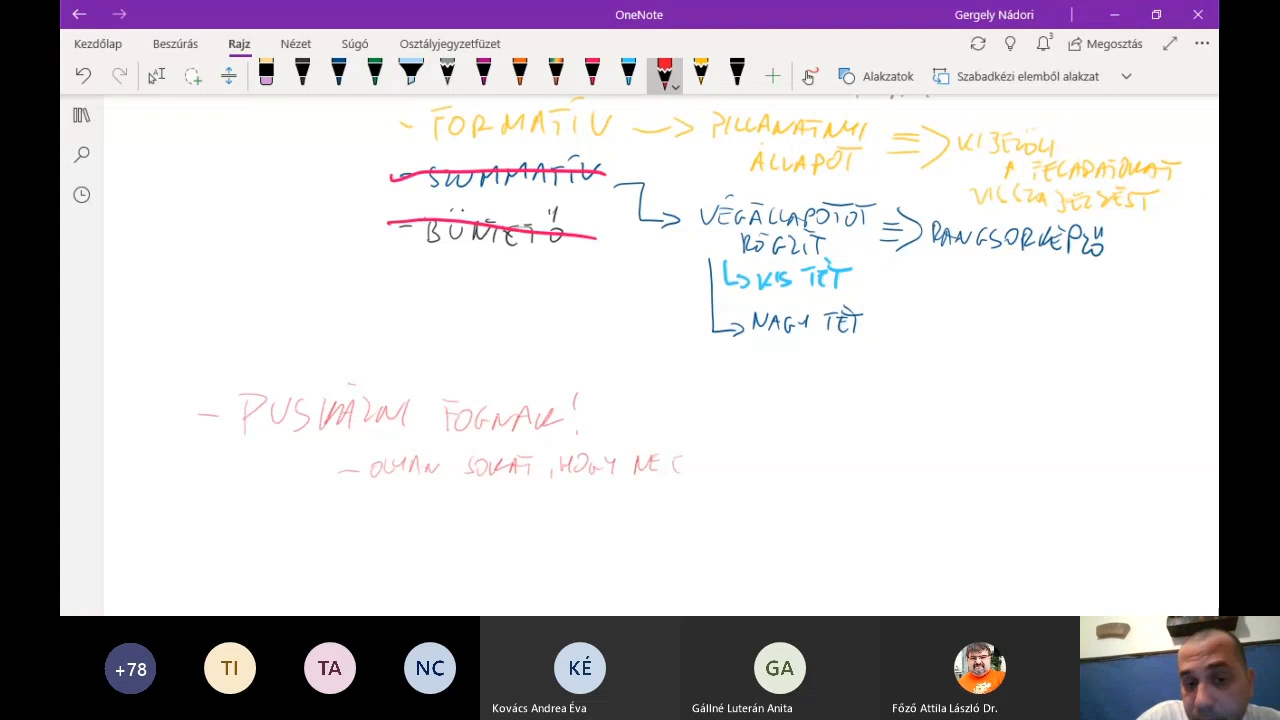 OneNote
Gergely Nádori
Kezdőlap Beszúrás Rajz Nézet Súgó Osztályjegyzetfüzet
3 Megosztás
Alakzatok Szabadkézi elemből alakzat
- FORMATÍV → PILLANATNYI ÁLLAPOT ⇒ KIJELÖLI A FELADATOKAT VISSZAJELZÉST
- SZUMMATÍV
VÉGÁLLAPOTOT RÖGZÍT ⇒ RANGSORKÉPZŐ
- BÜNTETŐ
KIS TÉT
NAGY TÉT
- PUSKÁZNI FOGNAK!
- OLYAN SOKAT, HOGY NE
+78 TI TA NC KÉ GA
Kovács Andrea Éva Gállné Luterán Anita Főző Attila László Dr.